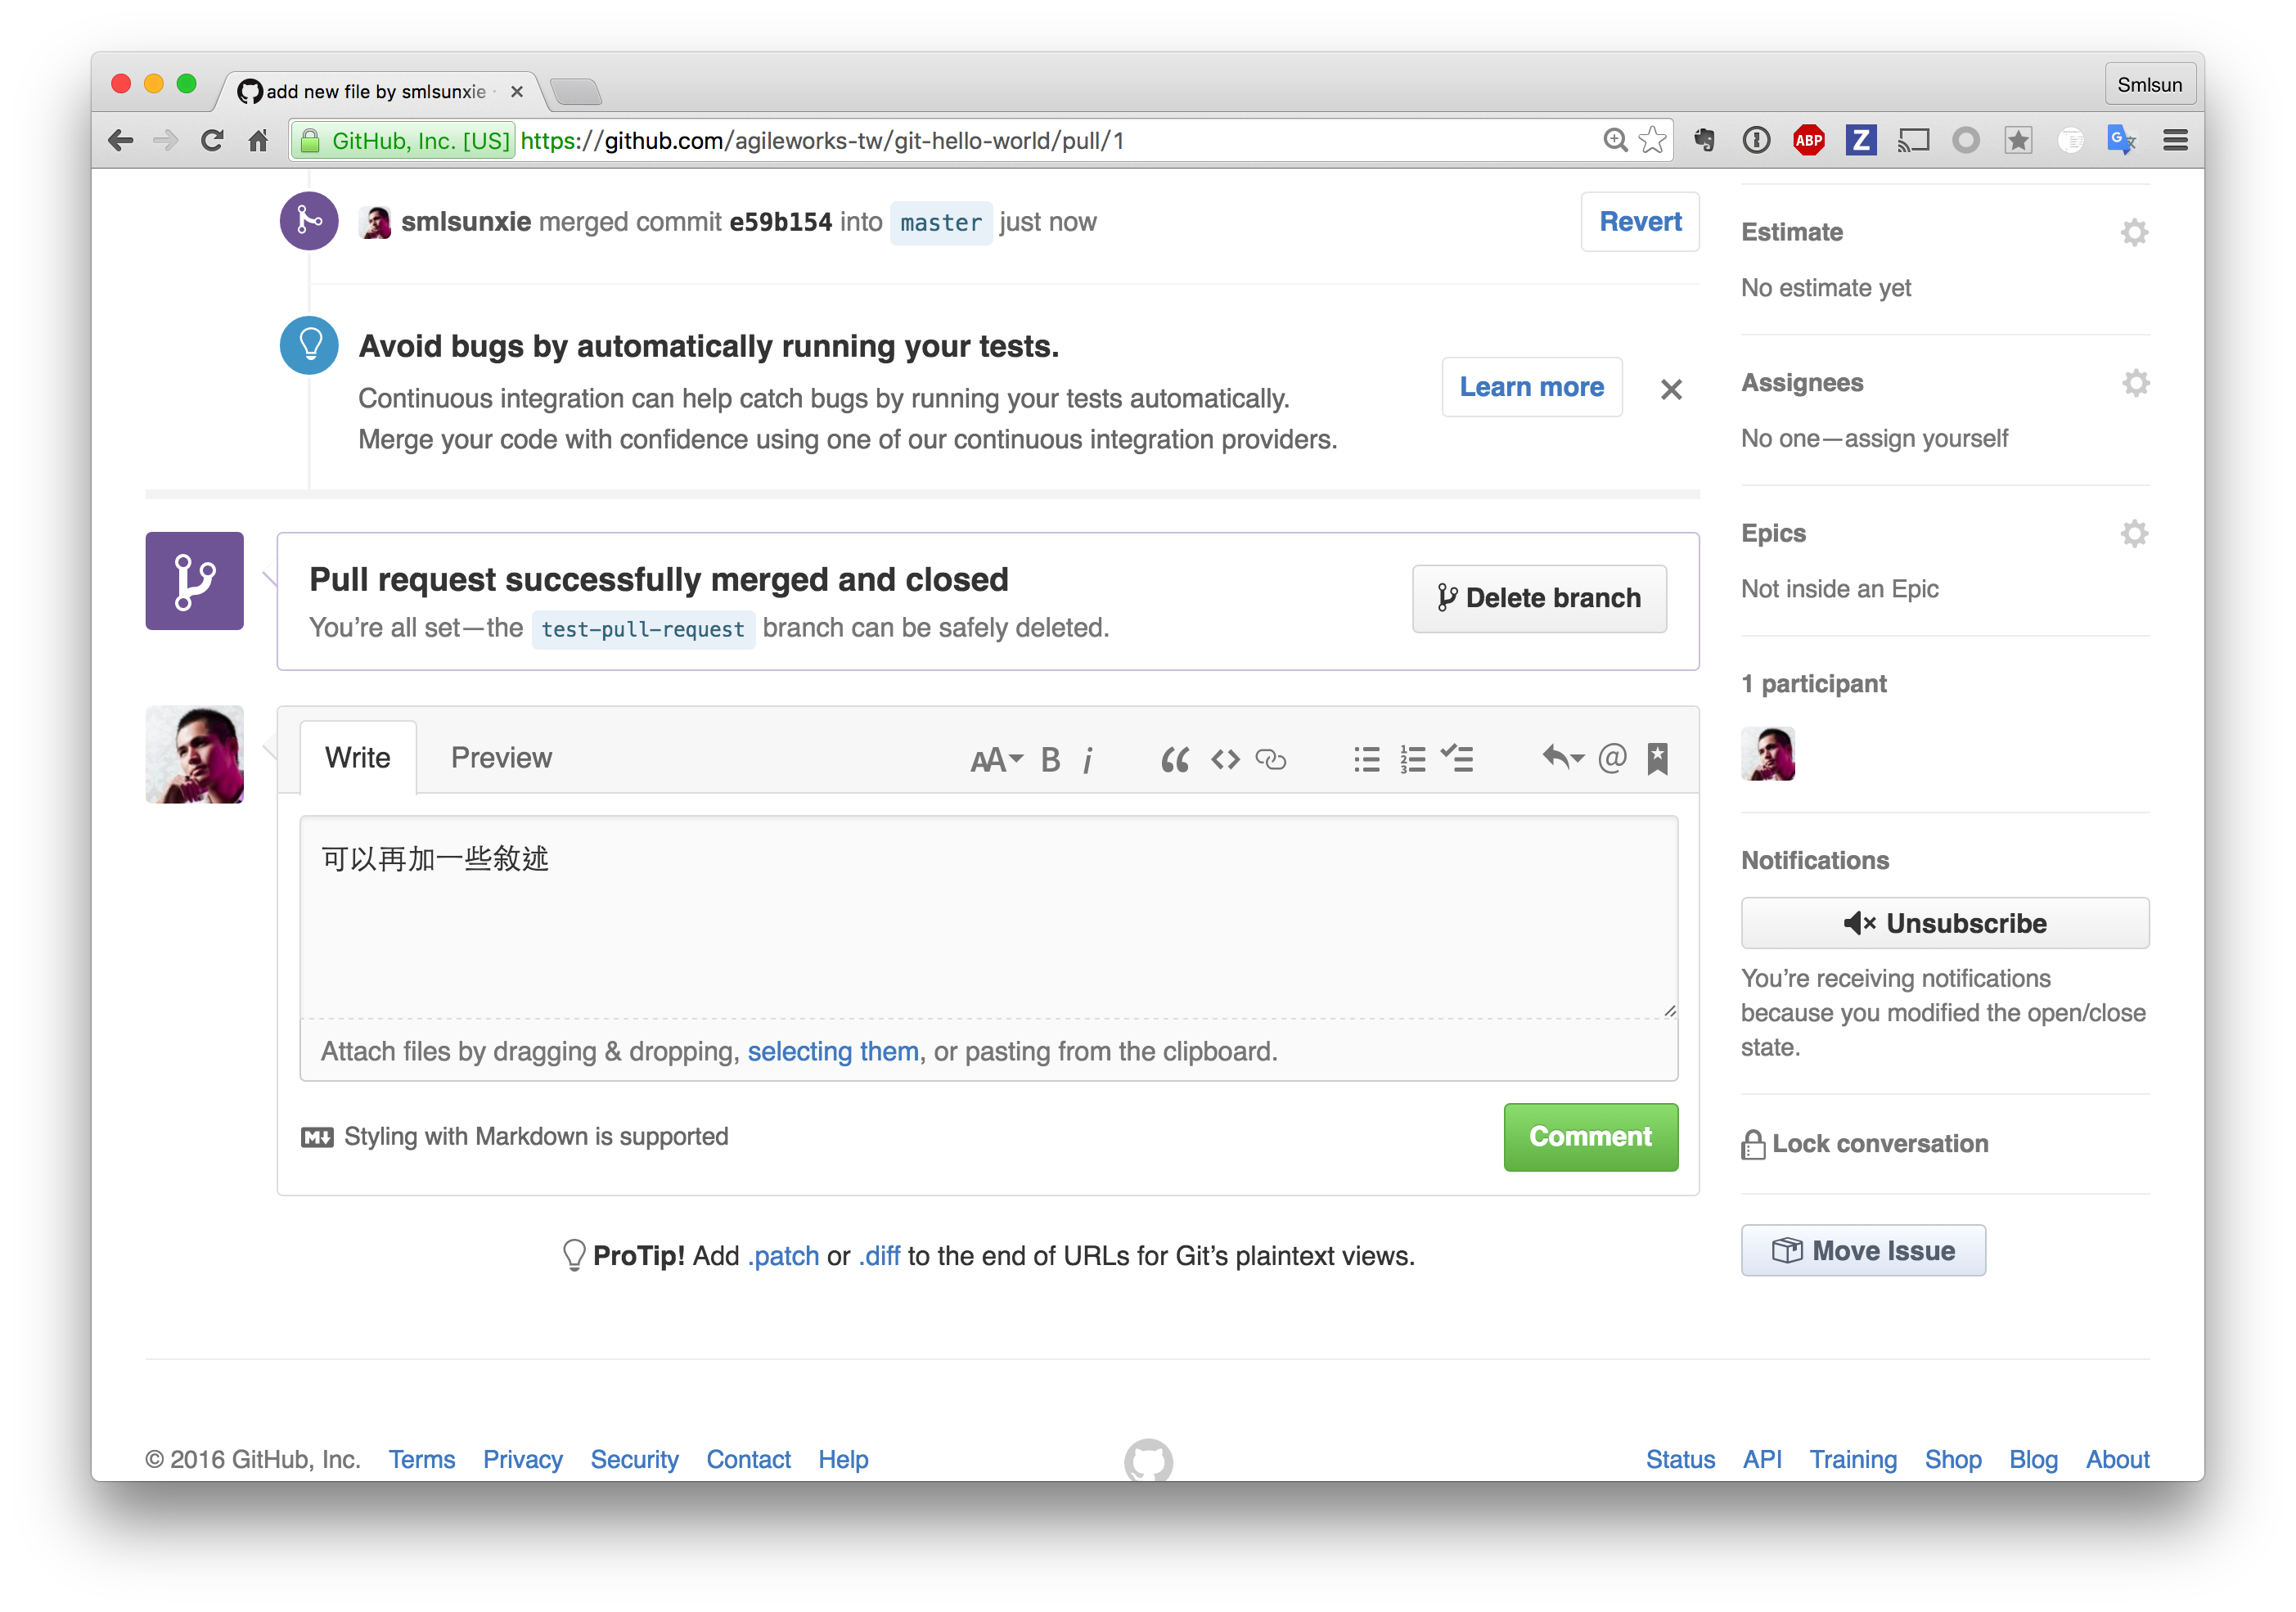 add new file by smlsunxie ·
Smlsun
GitHub, Inc. [US] https://github.com/agileworks-tw/git-hello-world/pull/1
ABP
Z
smlsunxie merged commit e59b154 into master just now
Revert
Avoid bugs by automatically running your tests.
Continuous integration can help catch bugs by running your tests automatically.
Merge your code with confidence using one of our continuous integration providers.
Learn more
Pull request successfully merged and closed
You’re all set—the test-pull-request branch can be safely deleted.
Delete branch
Write Preview
AA B i
@
可以再加一些敘述
Attach files by dragging & dropping, selecting them, or pasting from the clipboard.
Styling with Markdown is supported
Comment
ProTip! Add .patch or .diff to the end of URLs for Git’s plaintext views.
Estimate
No estimate yet
Assignees
No one—assign yourself
Epics
Not inside an Epic
1 participant
Notifications
Unsubscribe
You’re receiving notifications
because you modified the open/close
state.
Lock conversation
Move Issue
© 2016 GitHub, Inc. Terms Privacy Security Contact Help
Status API Training Shop Blog About